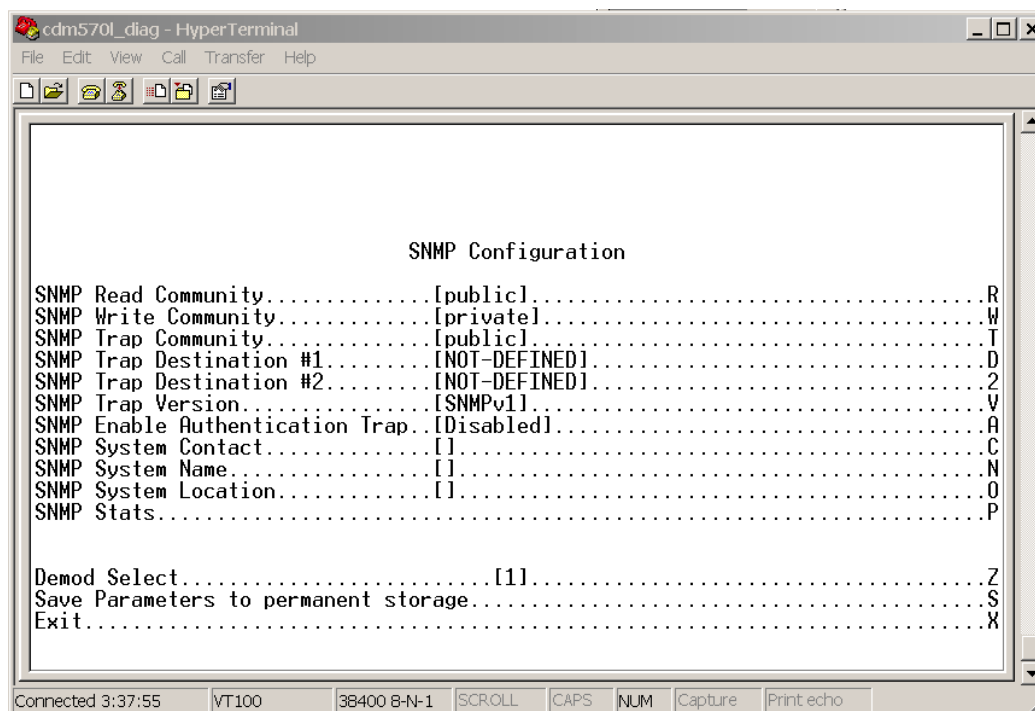 cdm570l_diag - HyperTerminal
File Edit View Call Transfer Help
SNMP Configuration
SNMP Read Community..............[public].............................................R
SNMP Write Community.............[private]............................................W
SNMP Trap Community..............[public].............................................T
SNMP Trap Destination #1.........[NOT-DEFINED]........................................D
SNMP Trap Destination #2.........[NOT-DEFINED]........................................2
SNMP Trap Version................[SNMPv1].............................................V
SNMP Enable Authentication Trap..[Disabled]...........................................A
SNMP System Contact..............[]...................................................C
SNMP System Name.................[]...................................................N
SNMP System Location.............[]...................................................O
SNMP Stats............................................................................P
Demod Select..........................[1].............................................Z
Save Parameters to permanent storage..................................................S
Exit..................................................................................X
Connected 3:37:55 VT100 38400 8-N-1 SCROLL CAPS NUM Capture Print echo